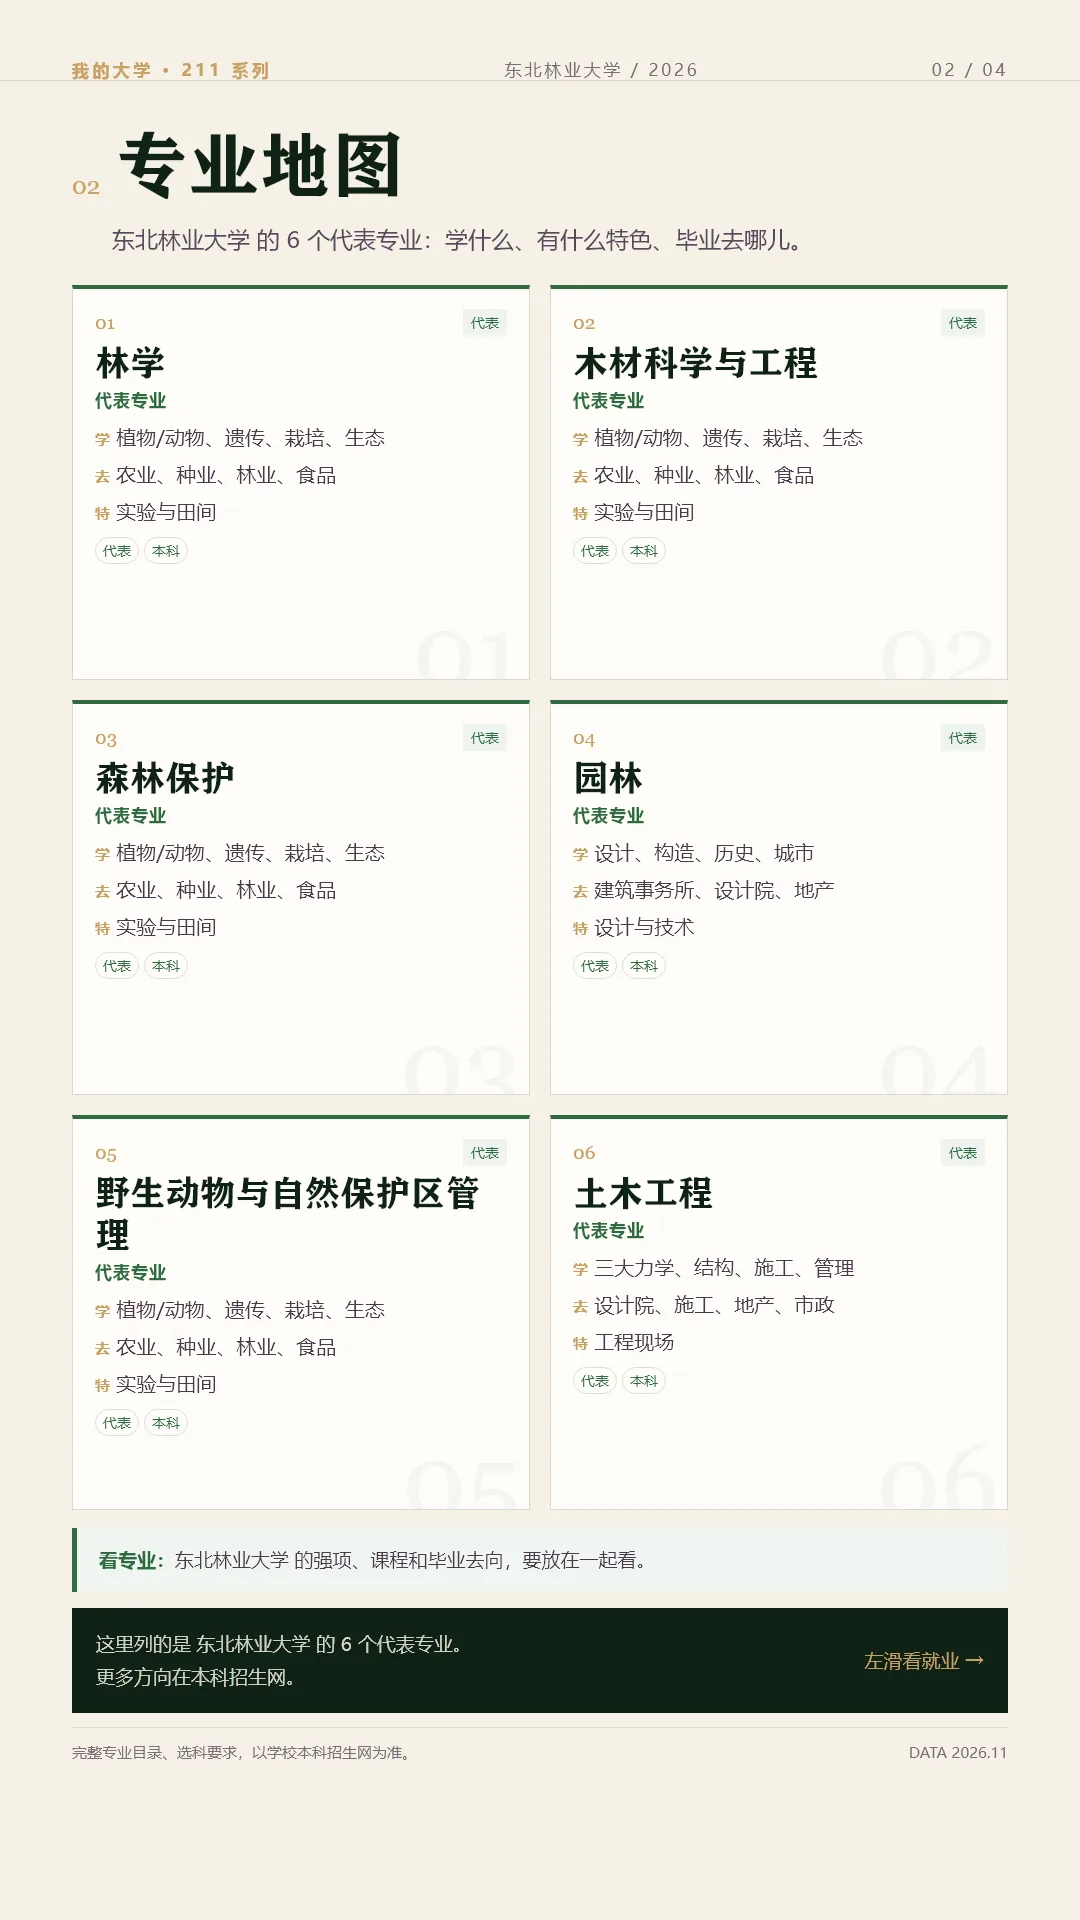 我的大学 · 211 系列
东北林业大学 / 2026
02 / 04
02 专业地图
东北林业大学 的 6 个代表专业：学什么、有什么特色、毕业去哪儿。
01
代表
林学
代表专业
学 植物/动物、遗传、栽培、生态
去 农业、种业、林业、食品
特 实验与田间
代表 本科
01
02
代表
木材科学与工程
代表专业
学 植物/动物、遗传、栽培、生态
去 农业、种业、林业、食品
特 实验与田间
代表 本科
02
03
代表
森林保护
代表专业
学 植物/动物、遗传、栽培、生态
去 农业、种业、林业、食品
特 实验与田间
代表 本科
03
04
代表
园林
代表专业
学 设计、构造、历史、城市
去 建筑事务所、设计院、地产
特 设计与技术
代表 本科
04
05
代表
野生动物与自然保护区管
理
代表专业
学 植物/动物、遗传、栽培、生态
去 农业、种业、林业、食品
特 实验与田间
代表 本科
05
06
代表
土木工程
代表专业
学 三大力学、结构、施工、管理
去 设计院、施工、地产、市政
特 工程现场
代表 本科
06
看专业：东北林业大学 的强项、课程和毕业去向，要放在一起看。
这里列的是 东北林业大学 的 6 个代表专业。
更多方向在本科招生网。
左滑看就业 →
完整专业目录、选科要求，以学校本科招生网为准。
DATA 2026.11